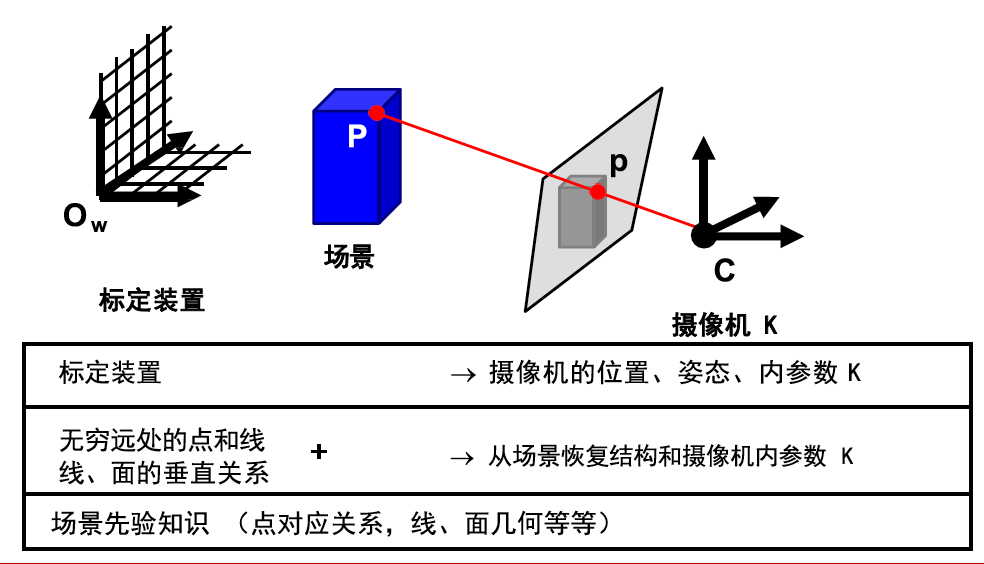 P
p
O w
C
场景
标定装置
摄像机 K
标定装置 → 摄像机的位置、姿态、内参数 K
无穷远处的点和线
线、面的垂直关系 + → 从场景恢复结构和摄像机内参数 K
场景先验知识 （点对应关系，线、面几何等等）